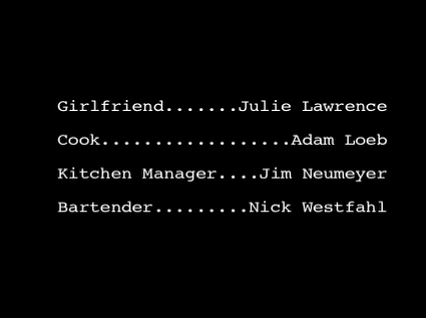 Girlfriend.......Julie Lawrence
Cook..................Adam Loeb
Kitchen Manager....Jim Neumeyer
Bartender.........Nick Westfahl